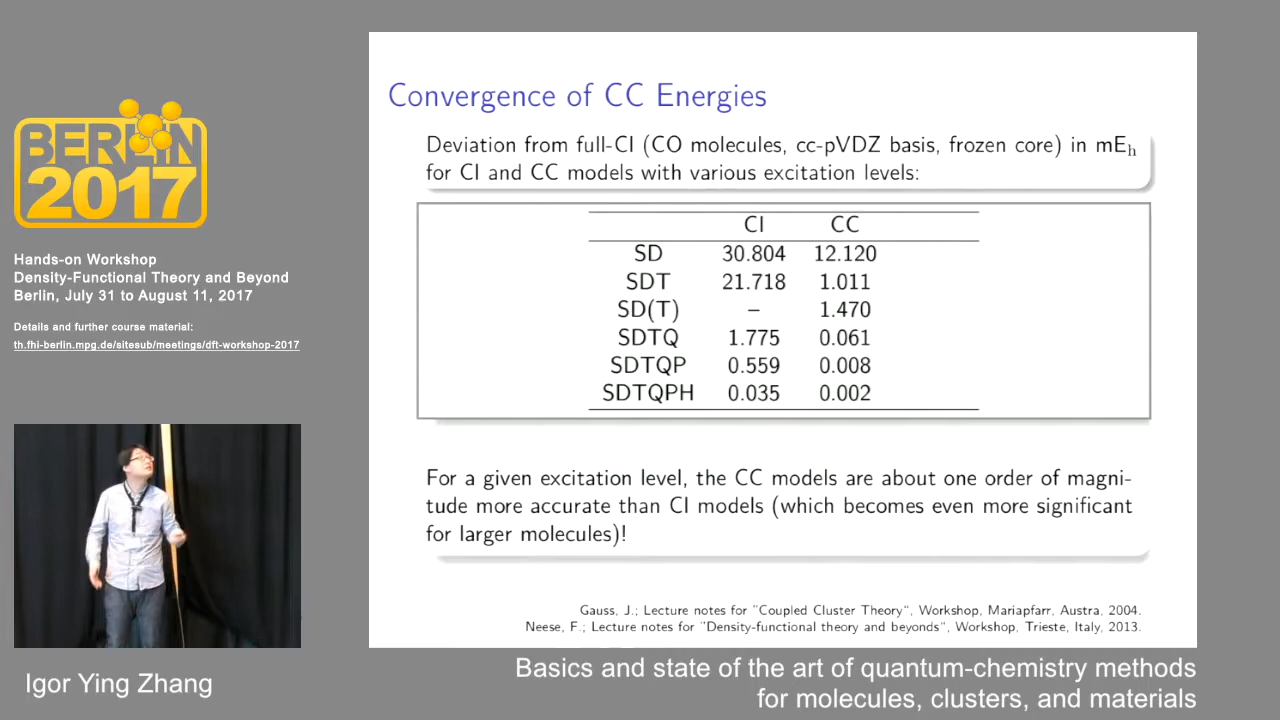 BERLIN
2017
Hands-on Workshop
Density-Functional Theory and Beyond
Berlin, July 31 to August 11, 2017
Details and further course material:
th.fhi-berlin.mpg.de/sitesub/meetings/dft-workshop-2017
Convergence of CC Energies
Deviation from full-CI (CO molecules, cc-pVDZ basis, frozen core) in mEh
for CI and CC models with various excitation levels:
CI CC
SD 30.804 12.120
SDT 21.718 1.011
SD(T) – 1.470
SDTQ 1.775 0.061
SDTQP 0.559 0.008
SDTQPH 0.035 0.002
For a given excitation level, the CC models are about one order of magni-
tude more accurate than CI models (which becomes even more significant
for larger molecules)!
Gauss, J.; Lecture notes for "Coupled Cluster Theory", Workshop, Mariapfarr, Austra, 2004.
Neese, F.; Lecture notes for "Density-functional theory and beyonds", Workshop, Trieste, Italy, 2013.
Igor Ying Zhang
Basics and state of the art of quantum-chemistry methods
for molecules, clusters, and materials